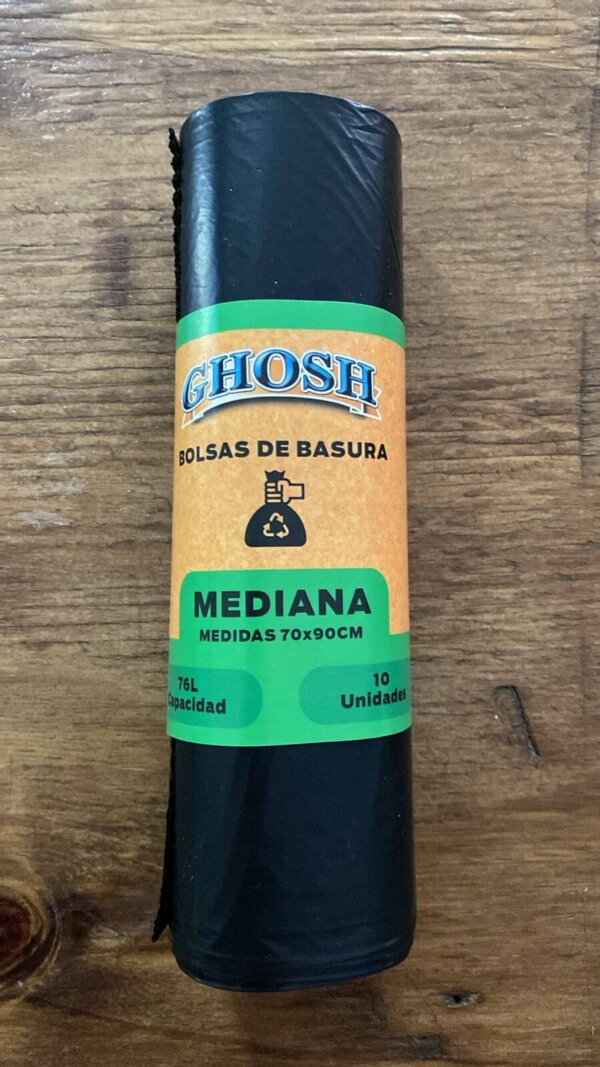 GHOSH
BOLSAS DE BASURA
MEDIANA
MEDIDAS 70x90CM
76L
Capacidad
10
Unidades